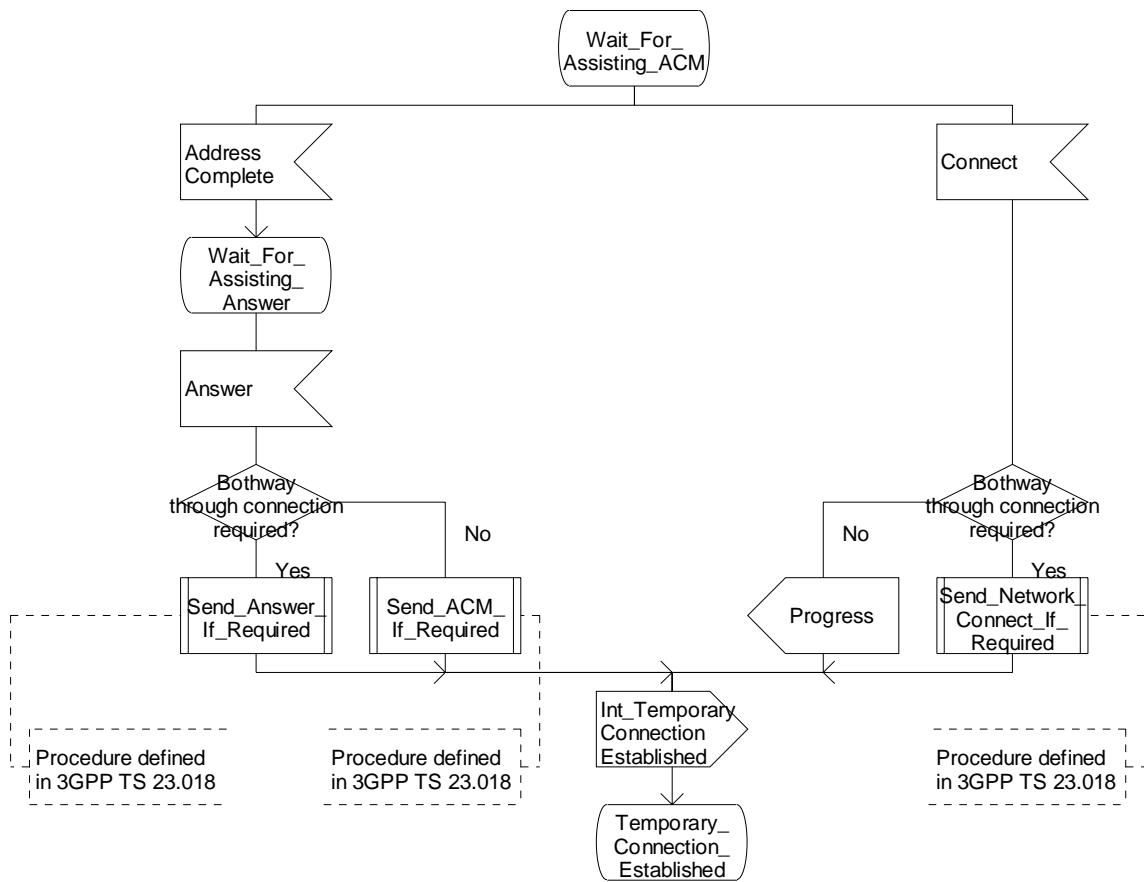 Wait_For_
Assisting_ACM
Address
Complete
Connect
Wait_For_
Assisting_
Answer
Answer
Bothway
through connection
required?
No
Yes
Bothway
through connection
required?
No
Yes
Send_Answer_
If_Required
Send_ACM_
If_Required
Progress
Send_Network_
Connect_If_
Required
Int_Temporary
Connection
Established
Procedure defined
in 3GPP TS 23.018
Procedure defined
in 3GPP TS 23.018
Procedure defined
in 3GPP TS 23.018
Temporary_
Connection_
Established